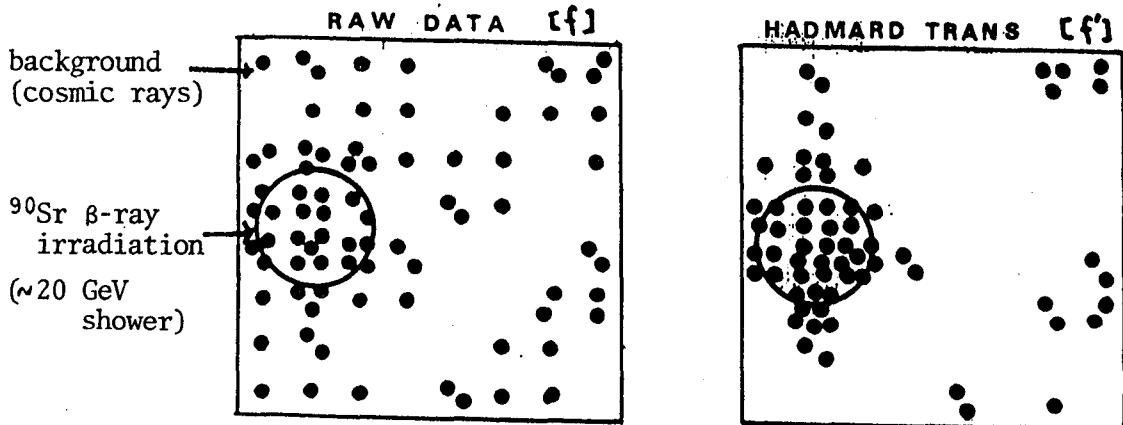 RAW DATA [f]
HADMARD TRANS [f']
background
(cosmic rays)
⁹⁰Sr β-ray
irradiation
(~20 GeV
shower)